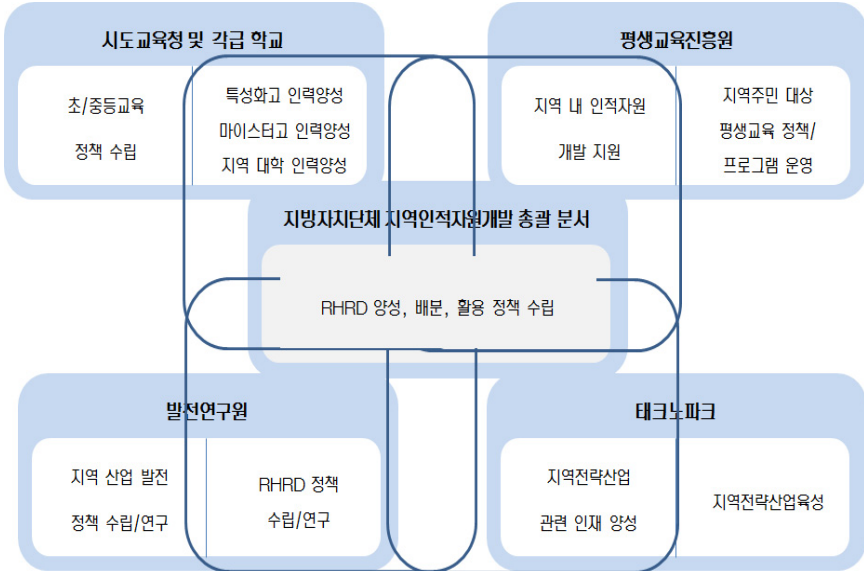 시도교육청 및 각급 학교
초/중등교육
정책 수립
특성화고 인력양성
마이스터고 인력양성
지역 대학 인력양성
평생교육진흥원
지역 내 인적자원
개발 지원
지역주민 대상
평생교육 정책/
프로그램 운영
지방자치단체 지역인적자원개발 총괄 분서
RHRD 양성, 배분, 활용 정책 수립
발전연구원
지역 산업 발전
정책 수립/연구
RHRD 정책
수립/연구
태크노파크
지역전략산업
관련 인재 양성
지역전략산업육성